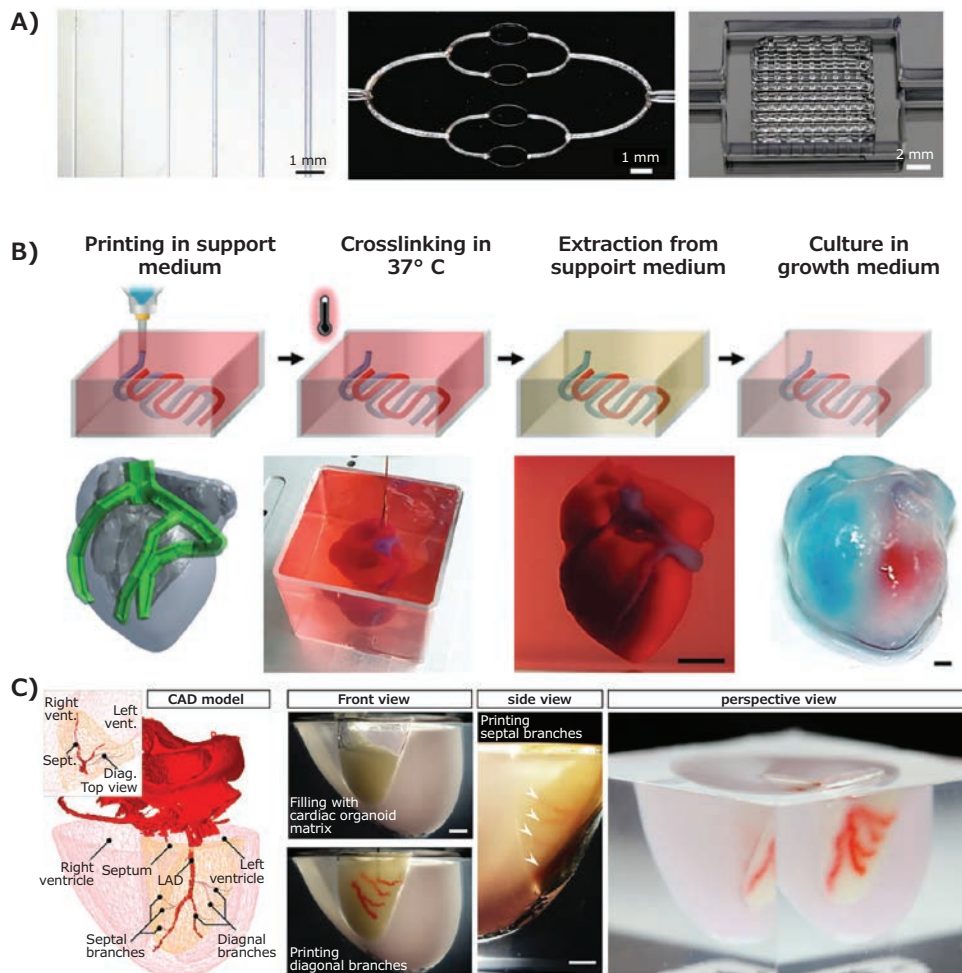 A)
1 mm
1 mm
2 mm
B)
Printing in support
medium
Crosslinking in
37° C
Extraction from
suppoirt medium
Culture in
growth medium
C)
CAD model
Front view
side view
perspective view
Right
vent.
Left
vent.
Sept.
Diag.
Top view
Right
ventricle
Septum
LAD
Left
ventricle
Septal
branches
Diagnal
branches
Filling with
cardiac organoid
matrix
Printing
diagonal branches
Printing
septal branches